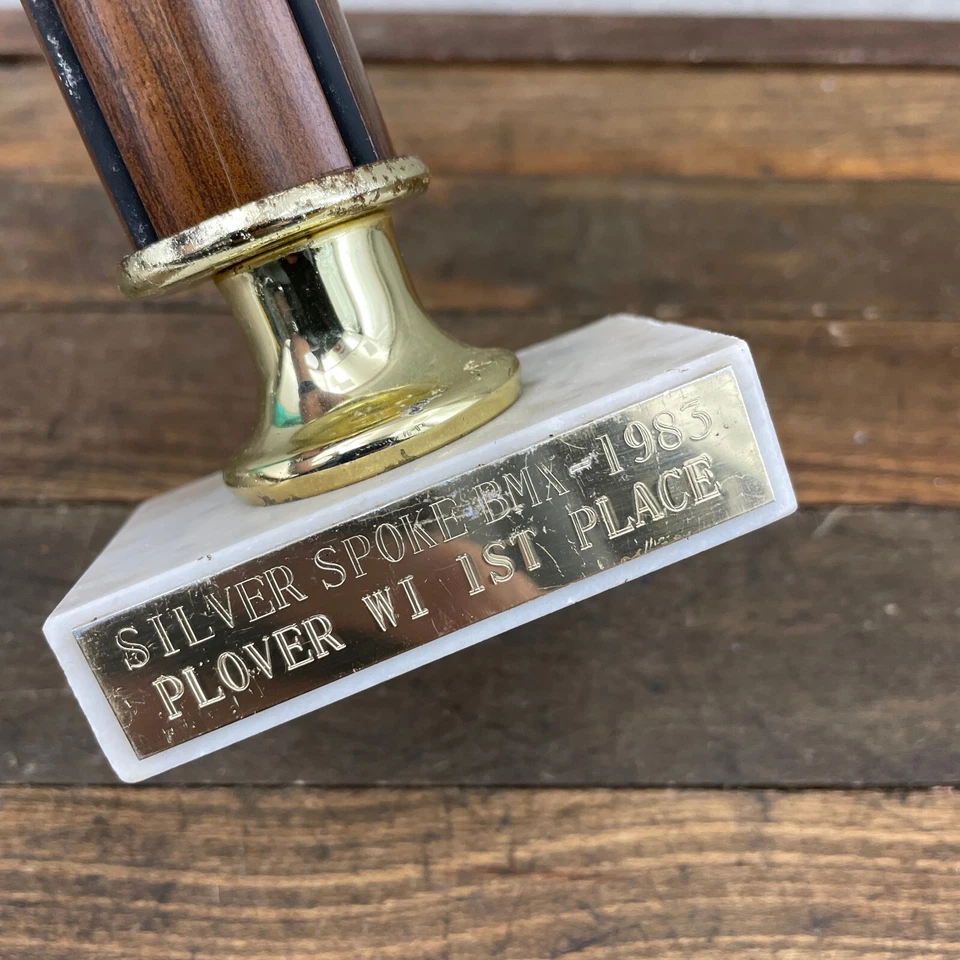 SILVER SPOKE BMX-1983
PLOVER WI 1ST PLACE